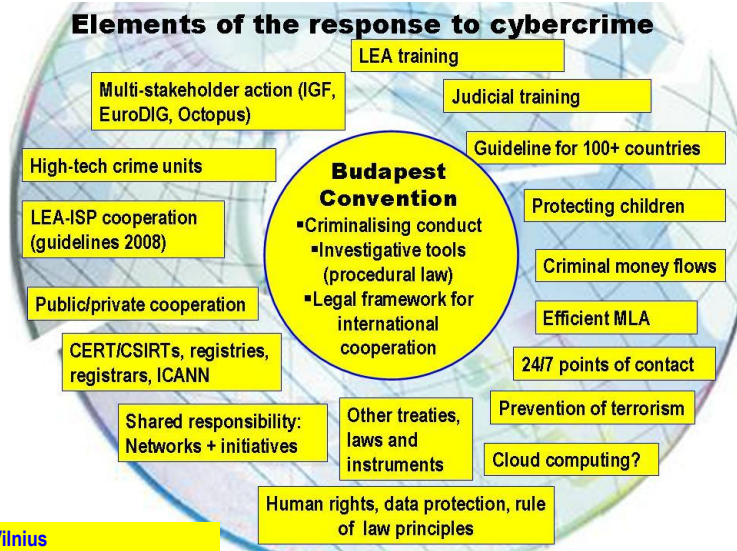 Elements of the response to cybercrime
LEA training
Multi-stakeholder action (IGF,
EuroDIG, Octopus)
Judicial training
Guideline for 100+ countries
High-tech crime units
Budapest
Convention
▪Criminalising conduct
▪Investigative tools
(procedural law)
▪Legal framework for
international
cooperation
Protecting children
LEA-ISP cooperation
(guidelines 2008)
Criminal money flows
Public/private cooperation
Efficient MLA
CERT/CSIRTs, registries,
registrars, ICANN
24/7 points of contact
Prevention of terrorism
Shared responsibility:
Networks + initiatives
Other treaties,
laws and
instruments
Cloud computing?
Human rights, data protection, rule
of law principles
Vilnius